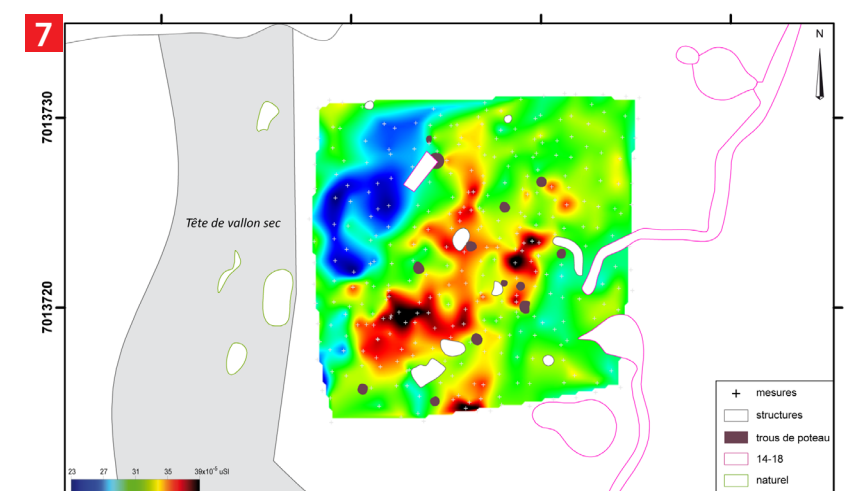 7
N
7013730
Tête de vallon sec
7013720
mesures
structures
trous de poteau
14-18
naturel
23 27 31 35 39x10⁻⁵ uSI